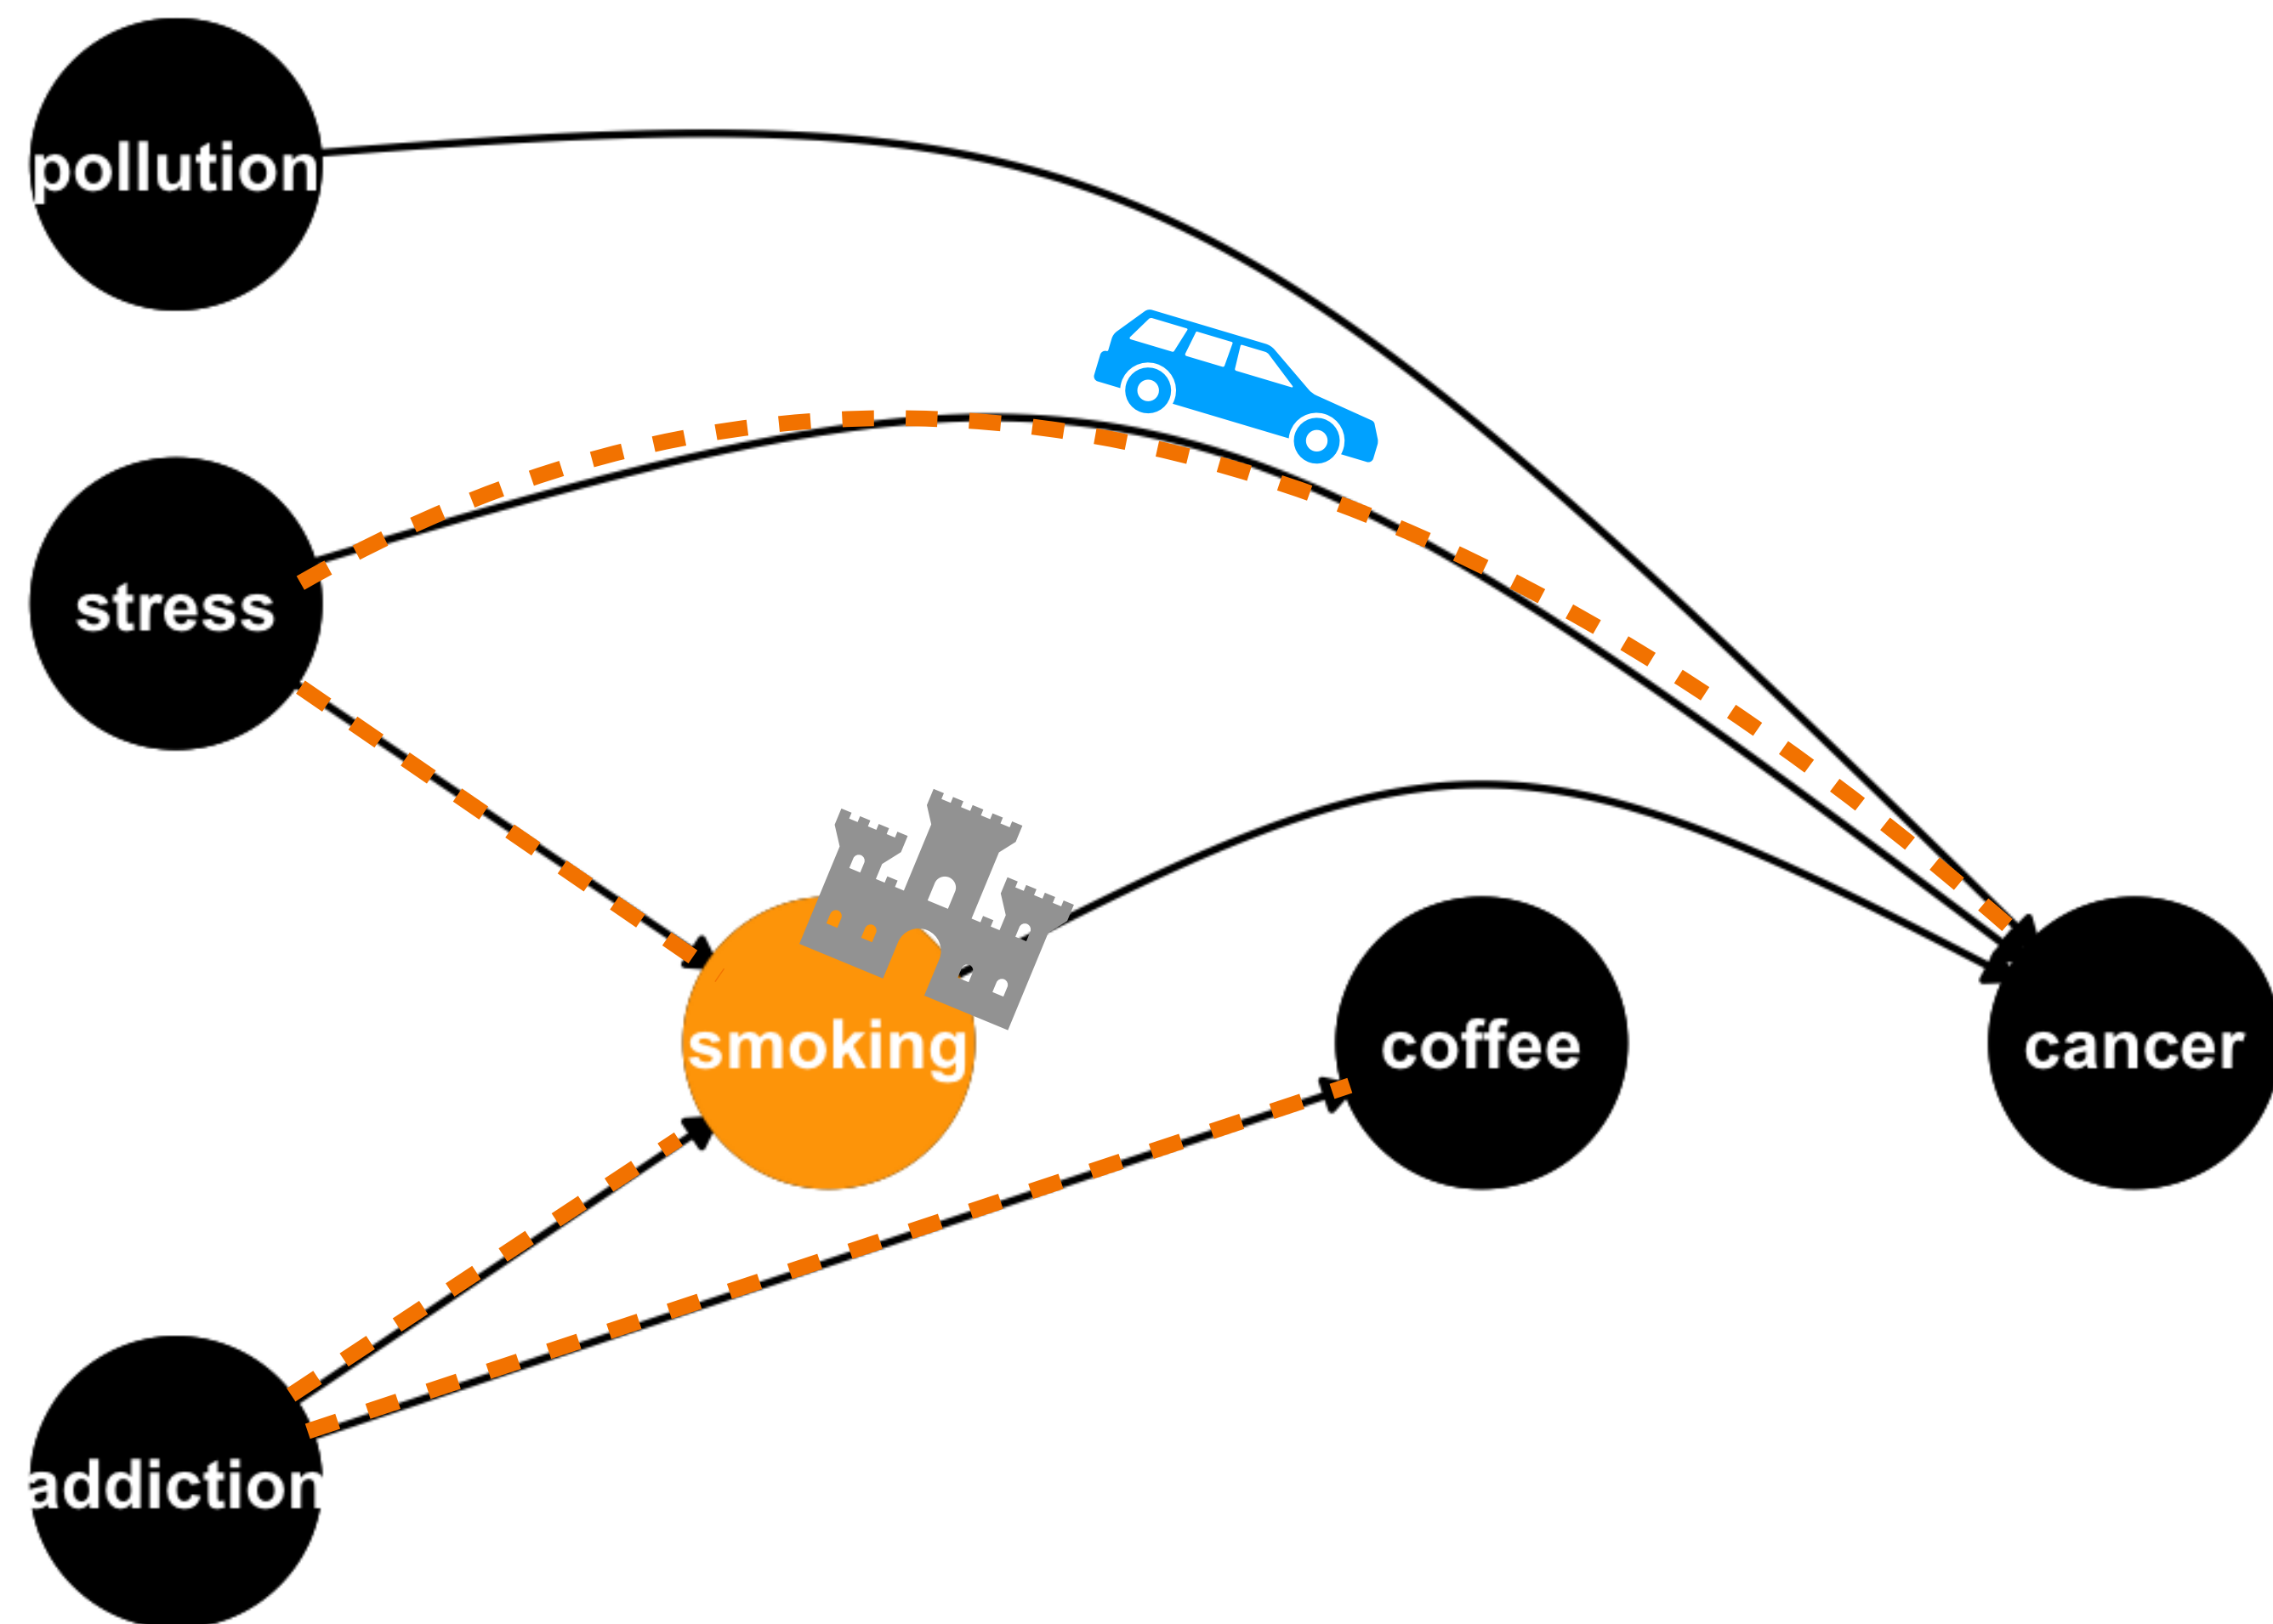 pollution
stress
smoking
coffee
cancer
addiction